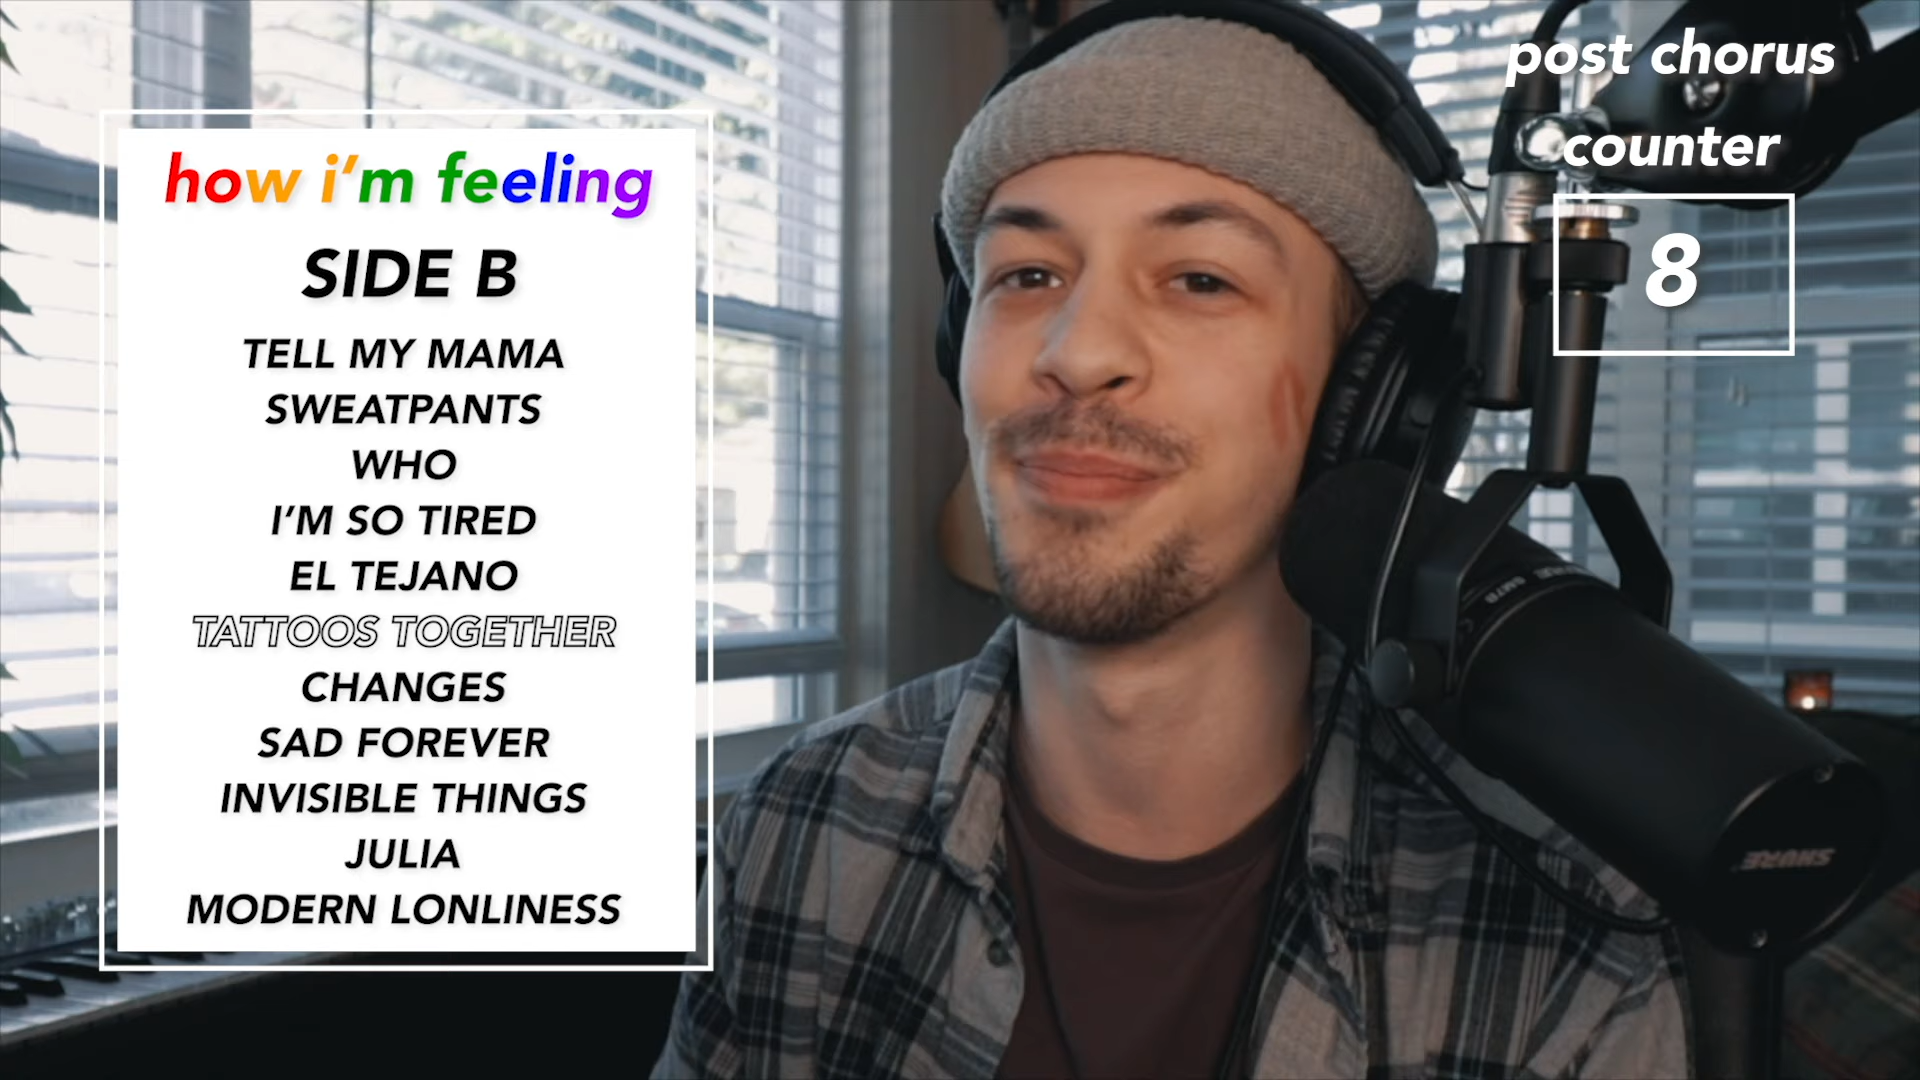 how i’m feeling
SIDE B
TELL MY MAMA
SWEATPANTS
WHO
I’M SO TIRED
EL TEJANO
TATTOOS TOGETHER
CHANGES
SAD FOREVER
INVISIBLE THINGS
JULIA
MODERN LONLINESS
post chorus
counter
8
SHURE